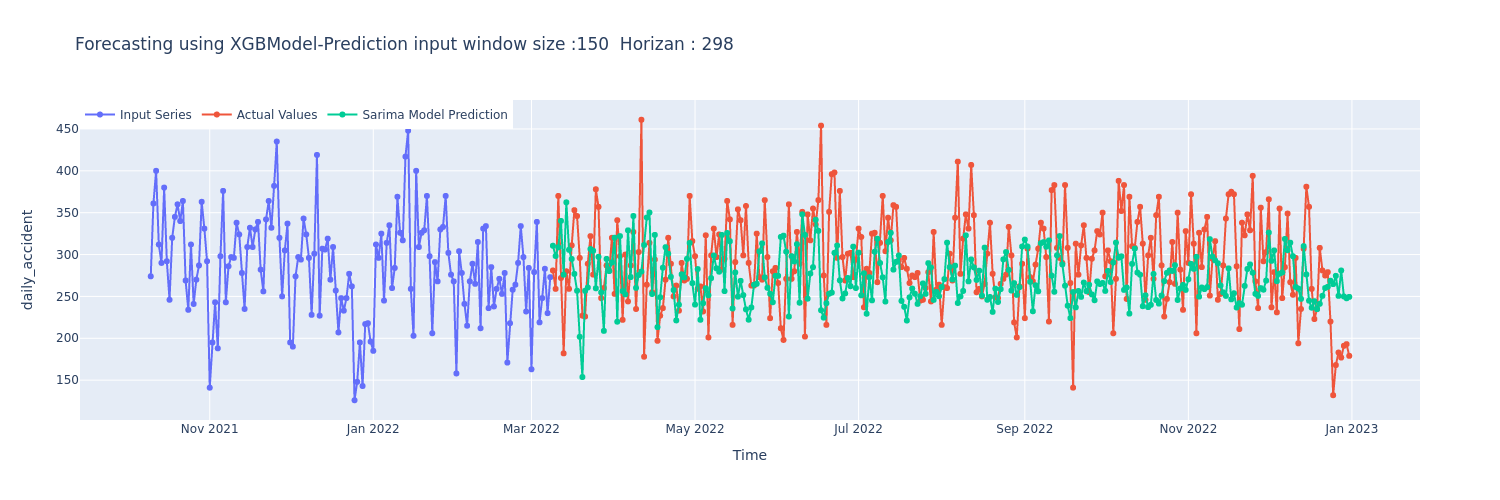 Forecasting using XGBModel-Prediction input window size :150  Horizan : 298
Input Series
Actual Values
Sarima Model Prediction
450
400
350
300
250
200
150
daily_accident
Nov 2021
Jan 2022
Mar 2022
May 2022
Jul 2022
Sep 2022
Nov 2022
Jan 2023
Time